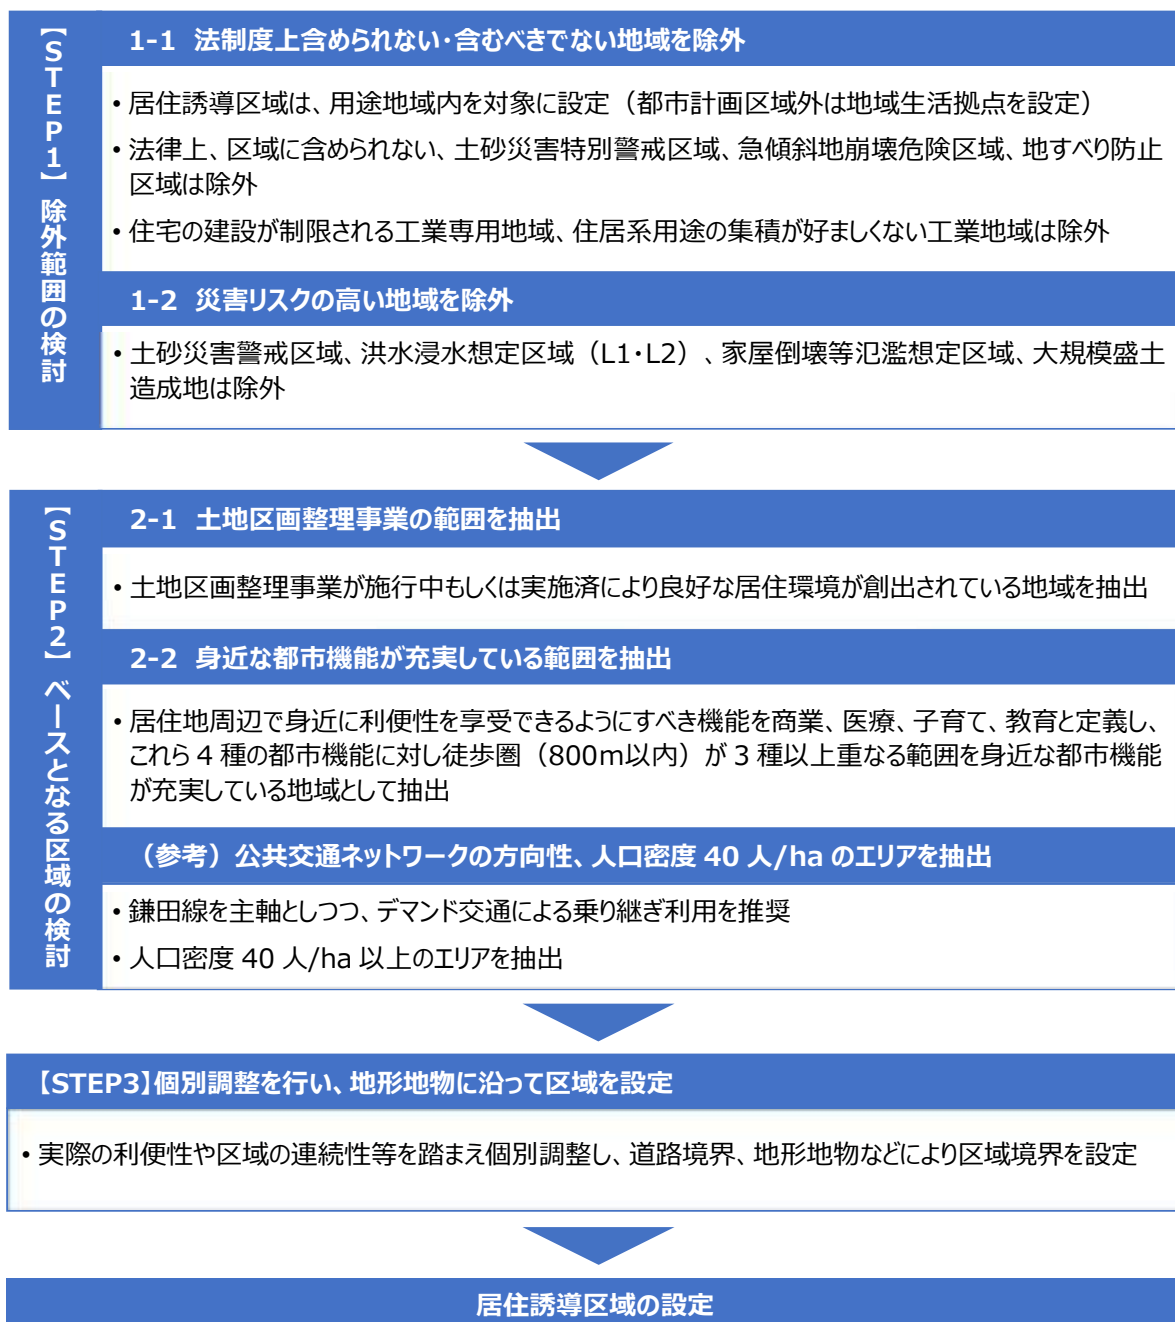 【STEP1】除外範囲の検討
1-1 法制度上含められない・含むべきでない地域を除外
• 居住誘導区域は、用途地域内を対象に設定（都市計画区域外は地域生活拠点を設定）
• 法律上、区域に含められない、土砂災害特別警戒区域、急傾斜地崩壊危険区域、地すべり防止
区域は除外
• 住宅の建設が制限される工業専用地域、住居系用途の集積が好ましくない工業地域は除外
1-2 災害リスクの高い地域を除外
• 土砂災害警戒区域、洪水浸水想定区域（L1・L2）、家屋倒壊等氾濫想定区域、大規模盛土
造成地は除外
【STEP2】ベースとなる区域の検討
2-1 土地区画整理事業の範囲を抽出
• 土地区画整理事業が施行中もしくは実施済により良好な居住環境が創出されている地域を抽出
2-2 身近な都市機能が充実している範囲を抽出
• 居住地周辺で身近に利便性を享受できるようにすべき機能を商業、医療、子育て、教育と定義し、
これら 4 種の都市機能に対し徒歩圏（800m以内）が 3 種以上重なる範囲を身近な都市機能
が充実している地域として抽出
（参考）公共交通ネットワークの方向性、人口密度 40 人/ha のエリアを抽出
• 鎌田線を主軸としつつ、デマンド交通による乗り継ぎ利用を推奨
• 人口密度 40 人/ha 以上のエリアを抽出
【STEP3】個別調整を行い、地形地物に沿って区域を設定
• 実際の利便性や区域の連続性等を踏まえ個別調整し、道路境界、地形地物などにより区域境界を設定
居住誘導区域の設定